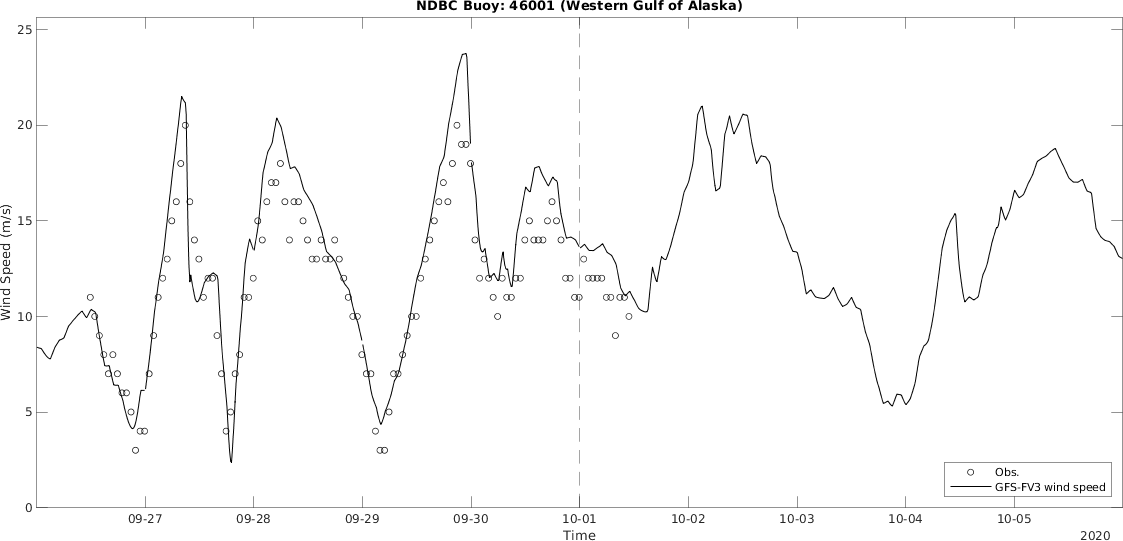 NDBC Buoy: 46001 (Western Gulf of Alaska)
25
20
15
10
5
0
Wind Speed (m/s)
09-27 09-28 09-29 09-30 10-01 10-02 10-03 10-04 10-05
Time
2020
Obs.
GFS-FV3 wind speed